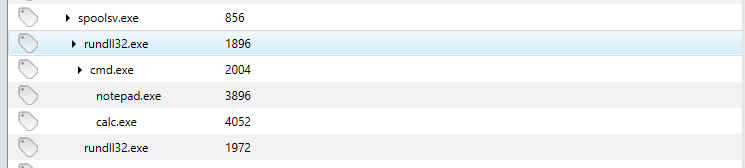 spoolsv.exe 856
rundll32.exe 1896
cmd.exe 2004
notepad.exe 3896
calc.exe 4052
rundll32.exe 1972